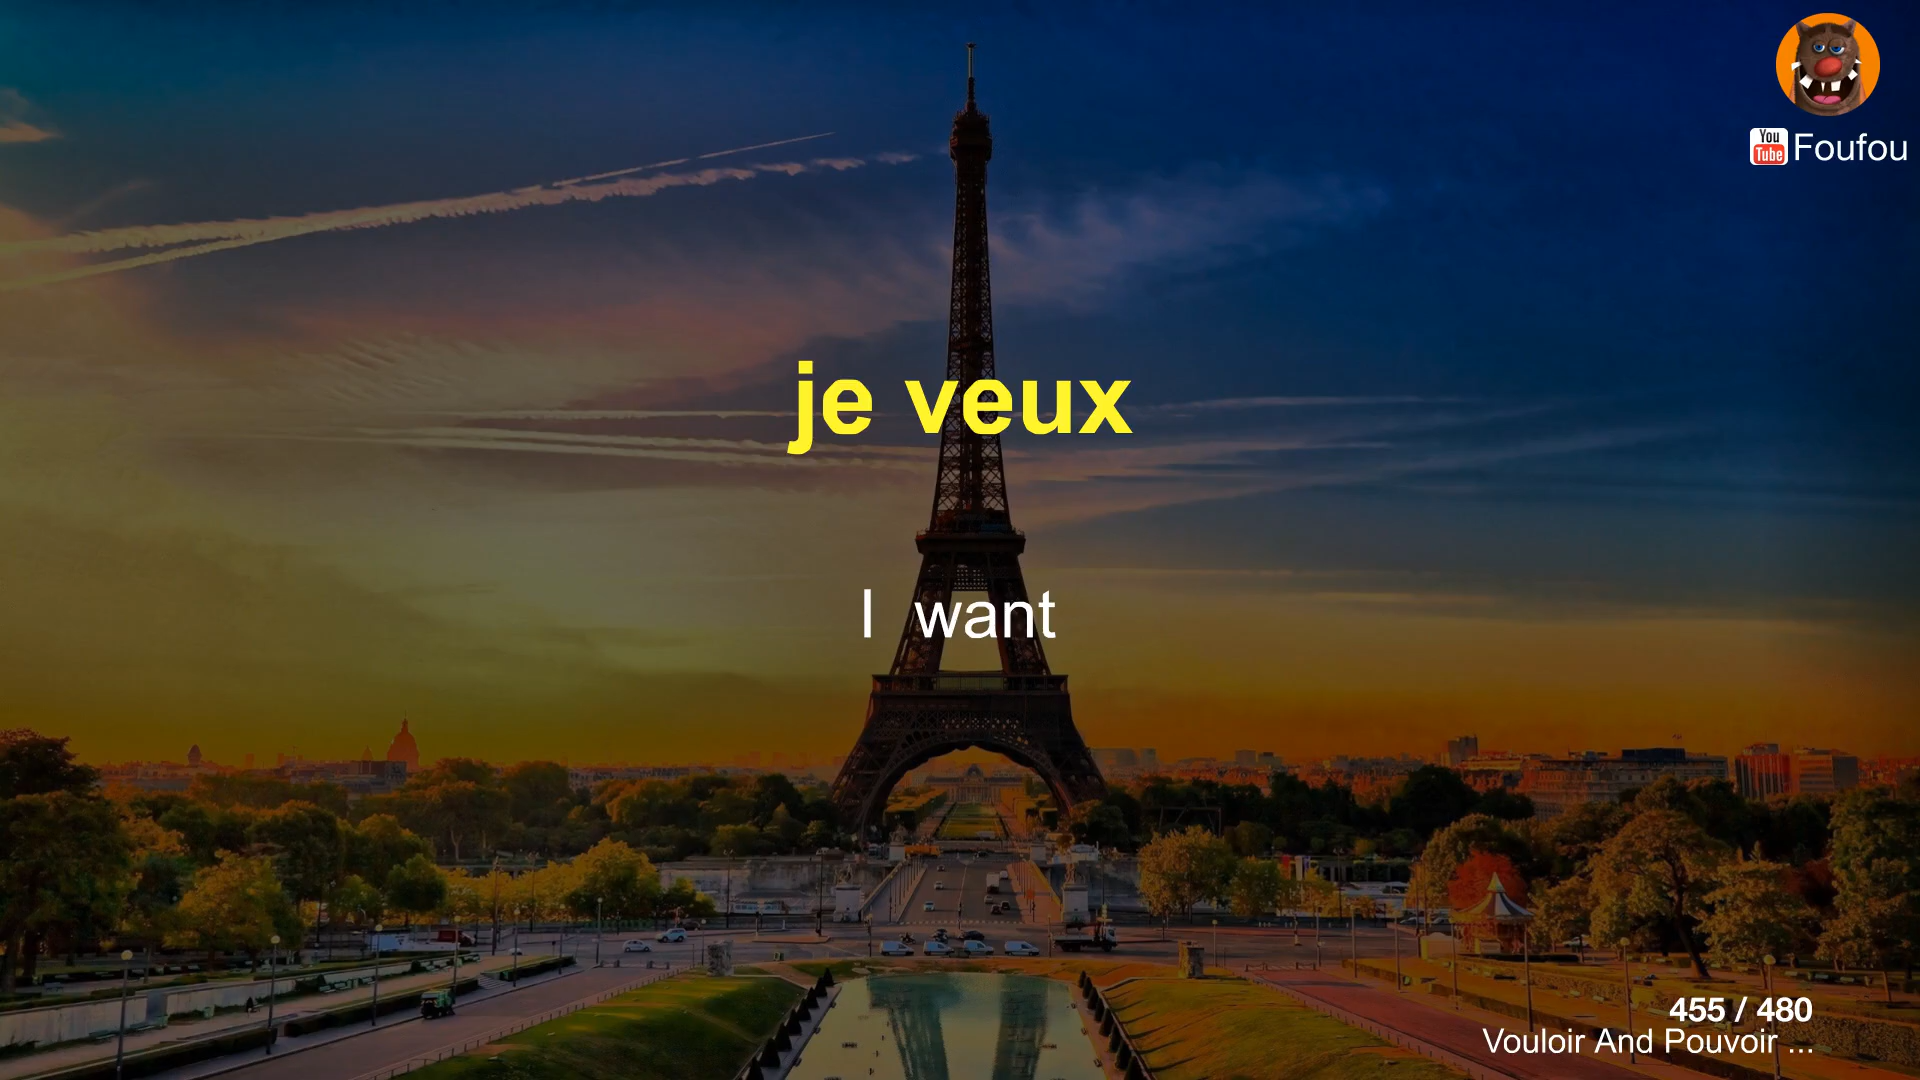 You
Tube Foufou
je veux
I want
455 / 480
Vouloir And Pouvoir ...